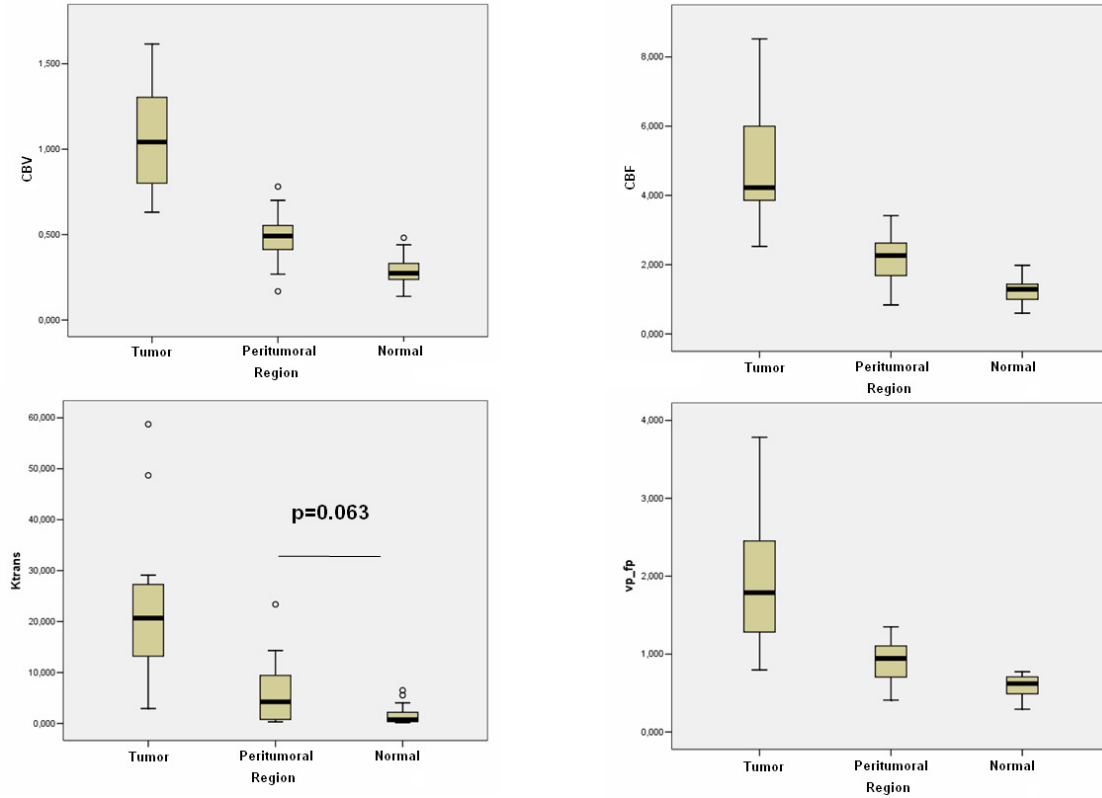 1,500
1,000
0,500
0,000
CBV
Tumor
Peritumoral
Normal
Region
8,000
6,000
4,000
2,000
0,000
CBF
Tumor
Peritumoral
Normal
Region
60,000
50,000
40,000
30,000
20,000
10,000
0,000
Ktrans
p=0.063
Tumor
Peritumoral
Normal
Region
4,000
3,000
2,000
1,000
0,000
vp_fp
Tumor
Peritumoral
Normal
Region